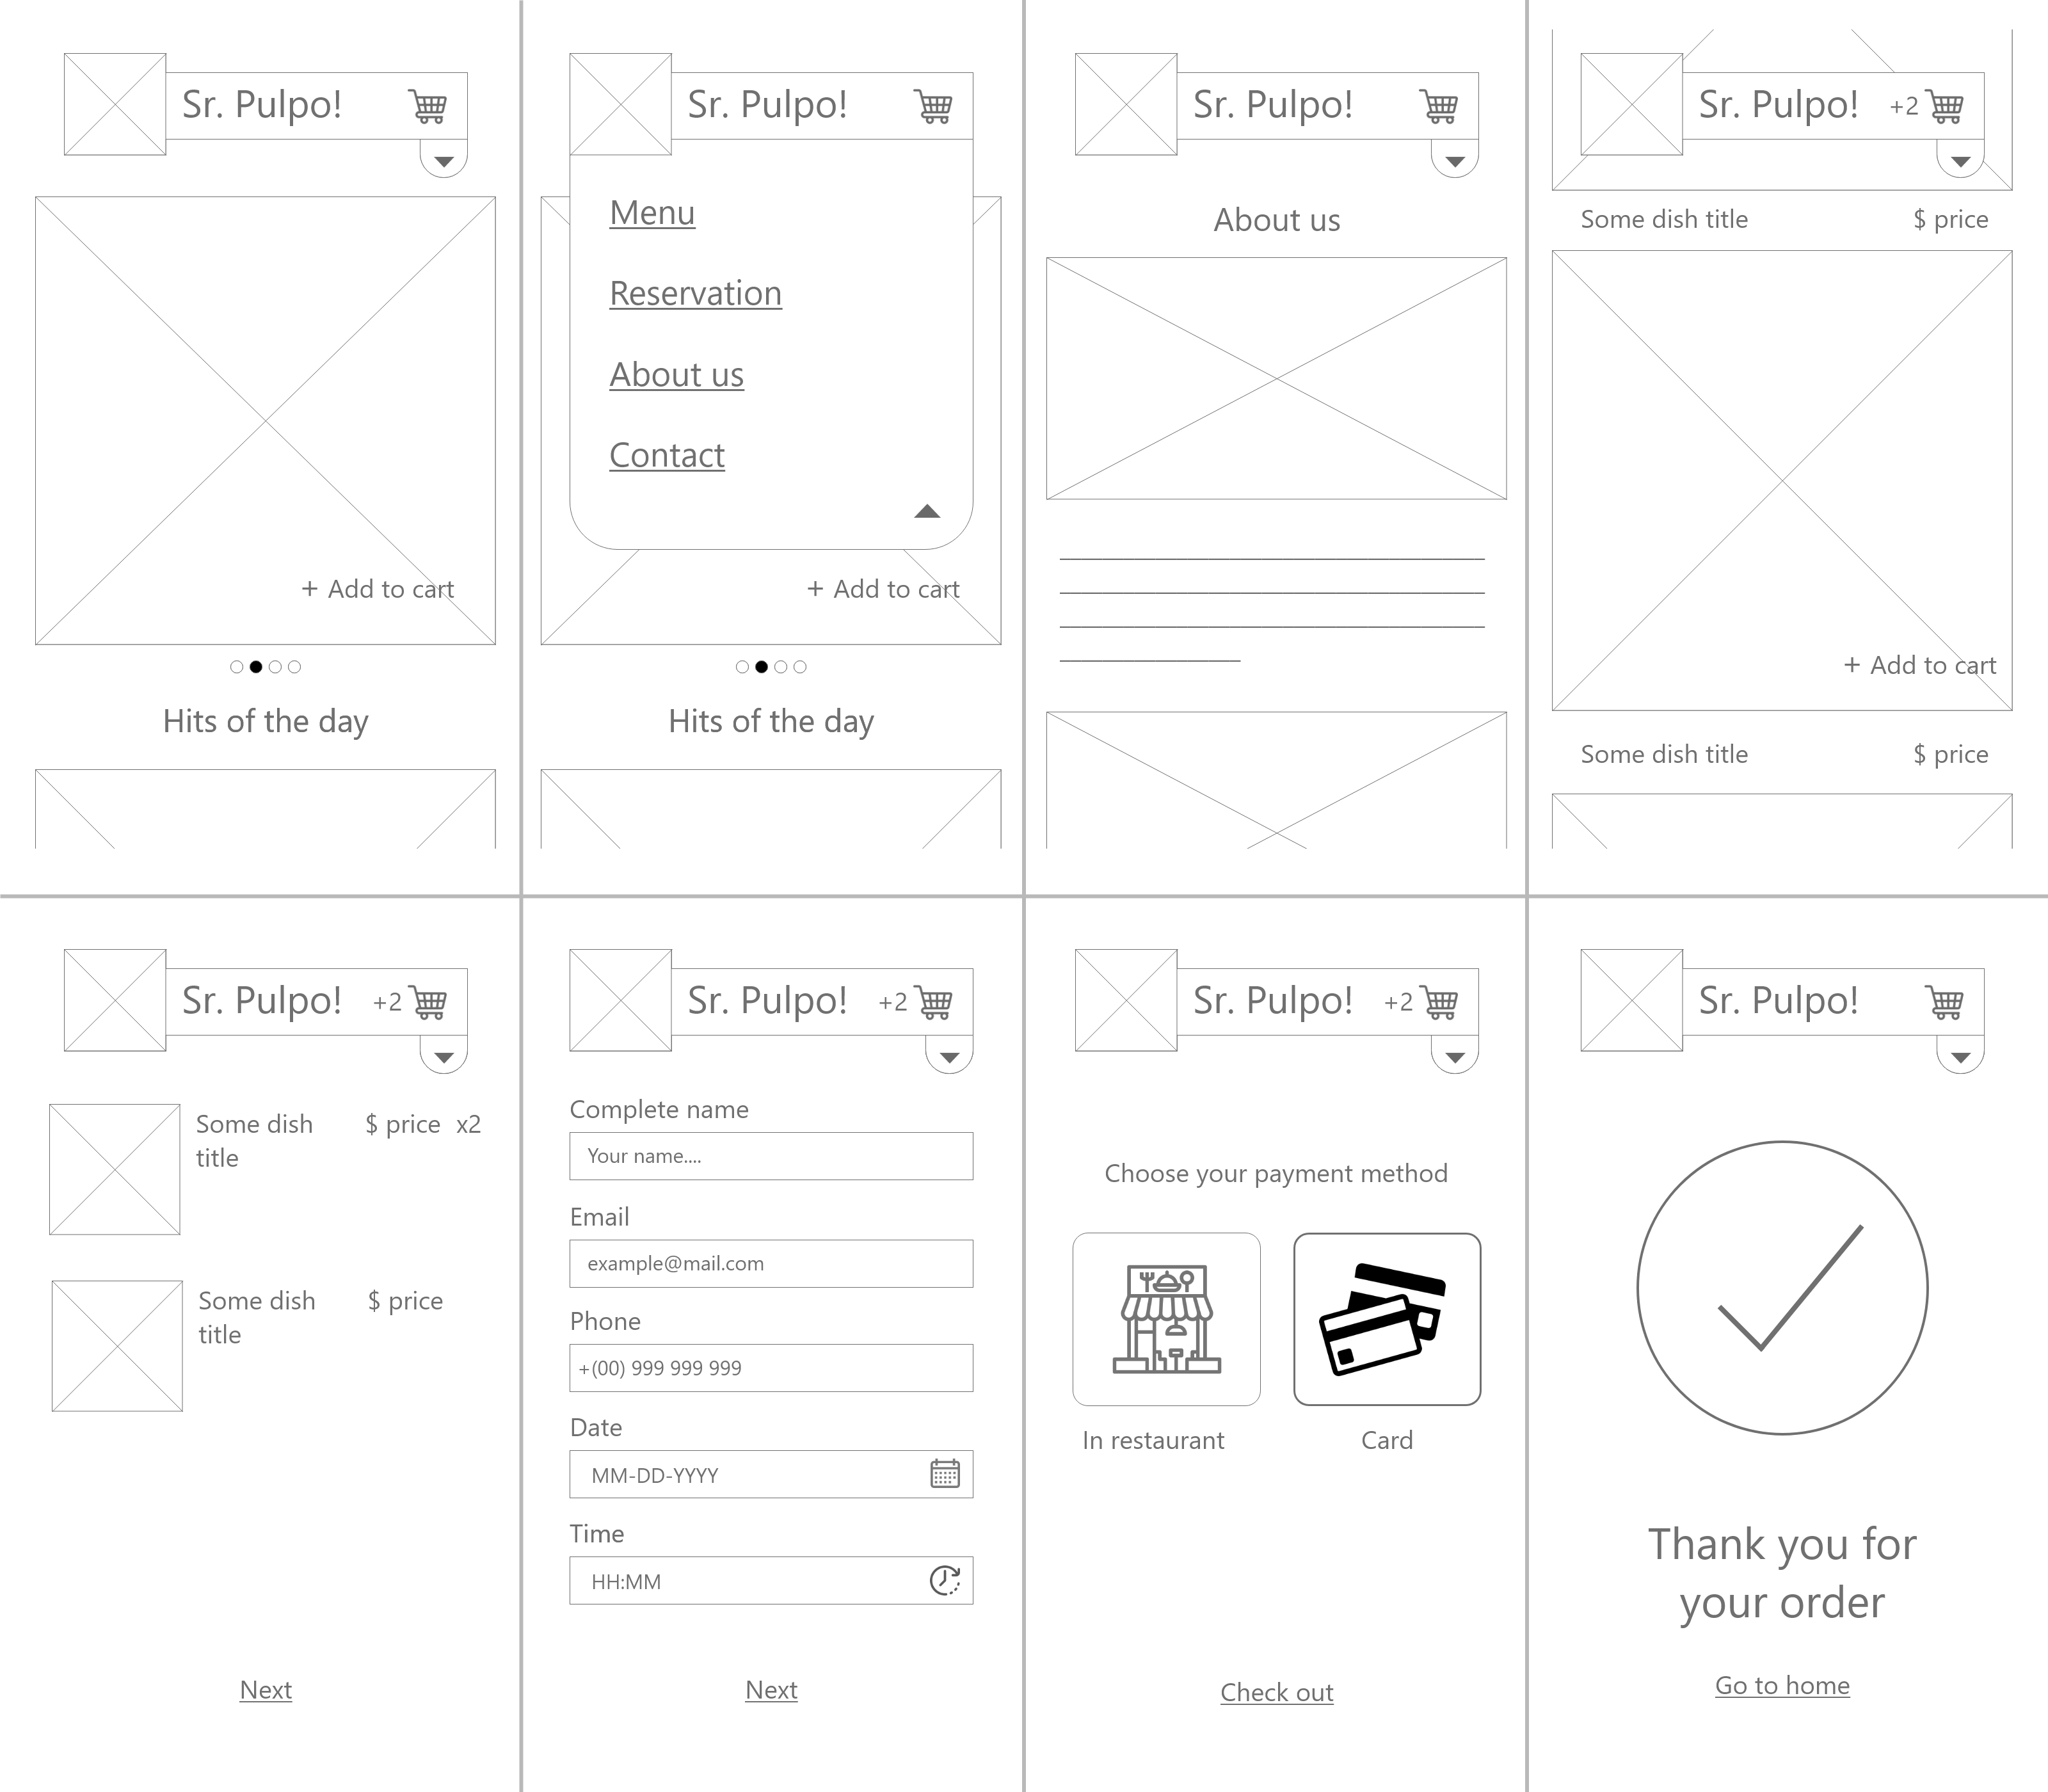 Sr. Pulpo!
+ Add to cart
Hits of the day
Sr. Pulpo!
Menu
Reservation
About us
Contact
+ Add to cart
Hits of the day
Sr. Pulpo!
About us
Sr. Pulpo! +2
Some dish title $ price
+ Add to cart
Some dish title $ price
Sr. Pulpo! +2
Some dish $ price x2
title
Some dish $ price
title
Next
Sr. Pulpo! +2
Complete name
Your name....
Email
example@mail.com
Phone
+(00) 999 999 999
Date
MM-DD-YYYY
Time
HH:MM
Next
Sr. Pulpo! +2
Choose your payment method
In restaurant Card
Check out
Sr. Pulpo!
Thank you for
your order
Go to home